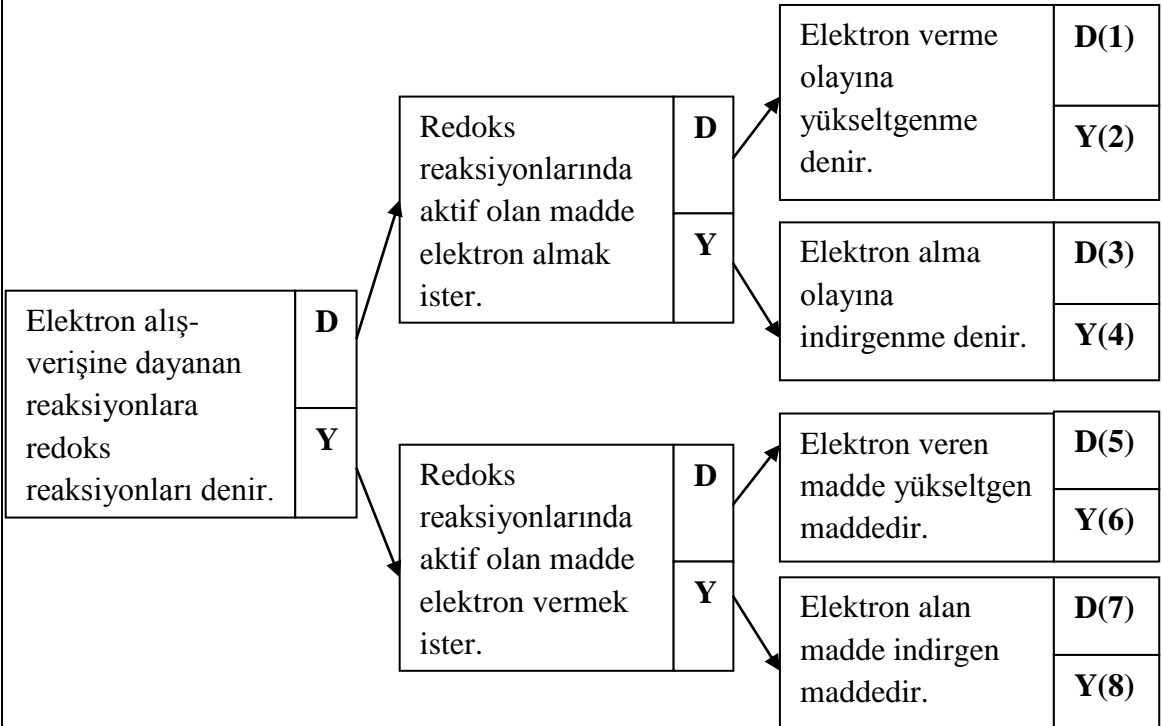 Elektron alış-
verişine dayanan
reaksiyonlara
redoks
reaksiyonları denir.
D
Y
Redoks
reaksiyonlarında
aktif olan madde
elektron almak
ister.
D
Y
Redoks
reaksiyonlarında
aktif olan madde
elektron vermek
ister.
D
Y
Elektron verme
olayına
yükseltgenme
denir.
D(1)
Y(2)
Elektron alma
olayına
indirgenme denir.
D(3)
Y(4)
Elektron veren
madde yükseltgen
maddedir.
D(5)
Y(6)
Elektron alan
madde indirgen
maddedir.
D(7)
Y(8)